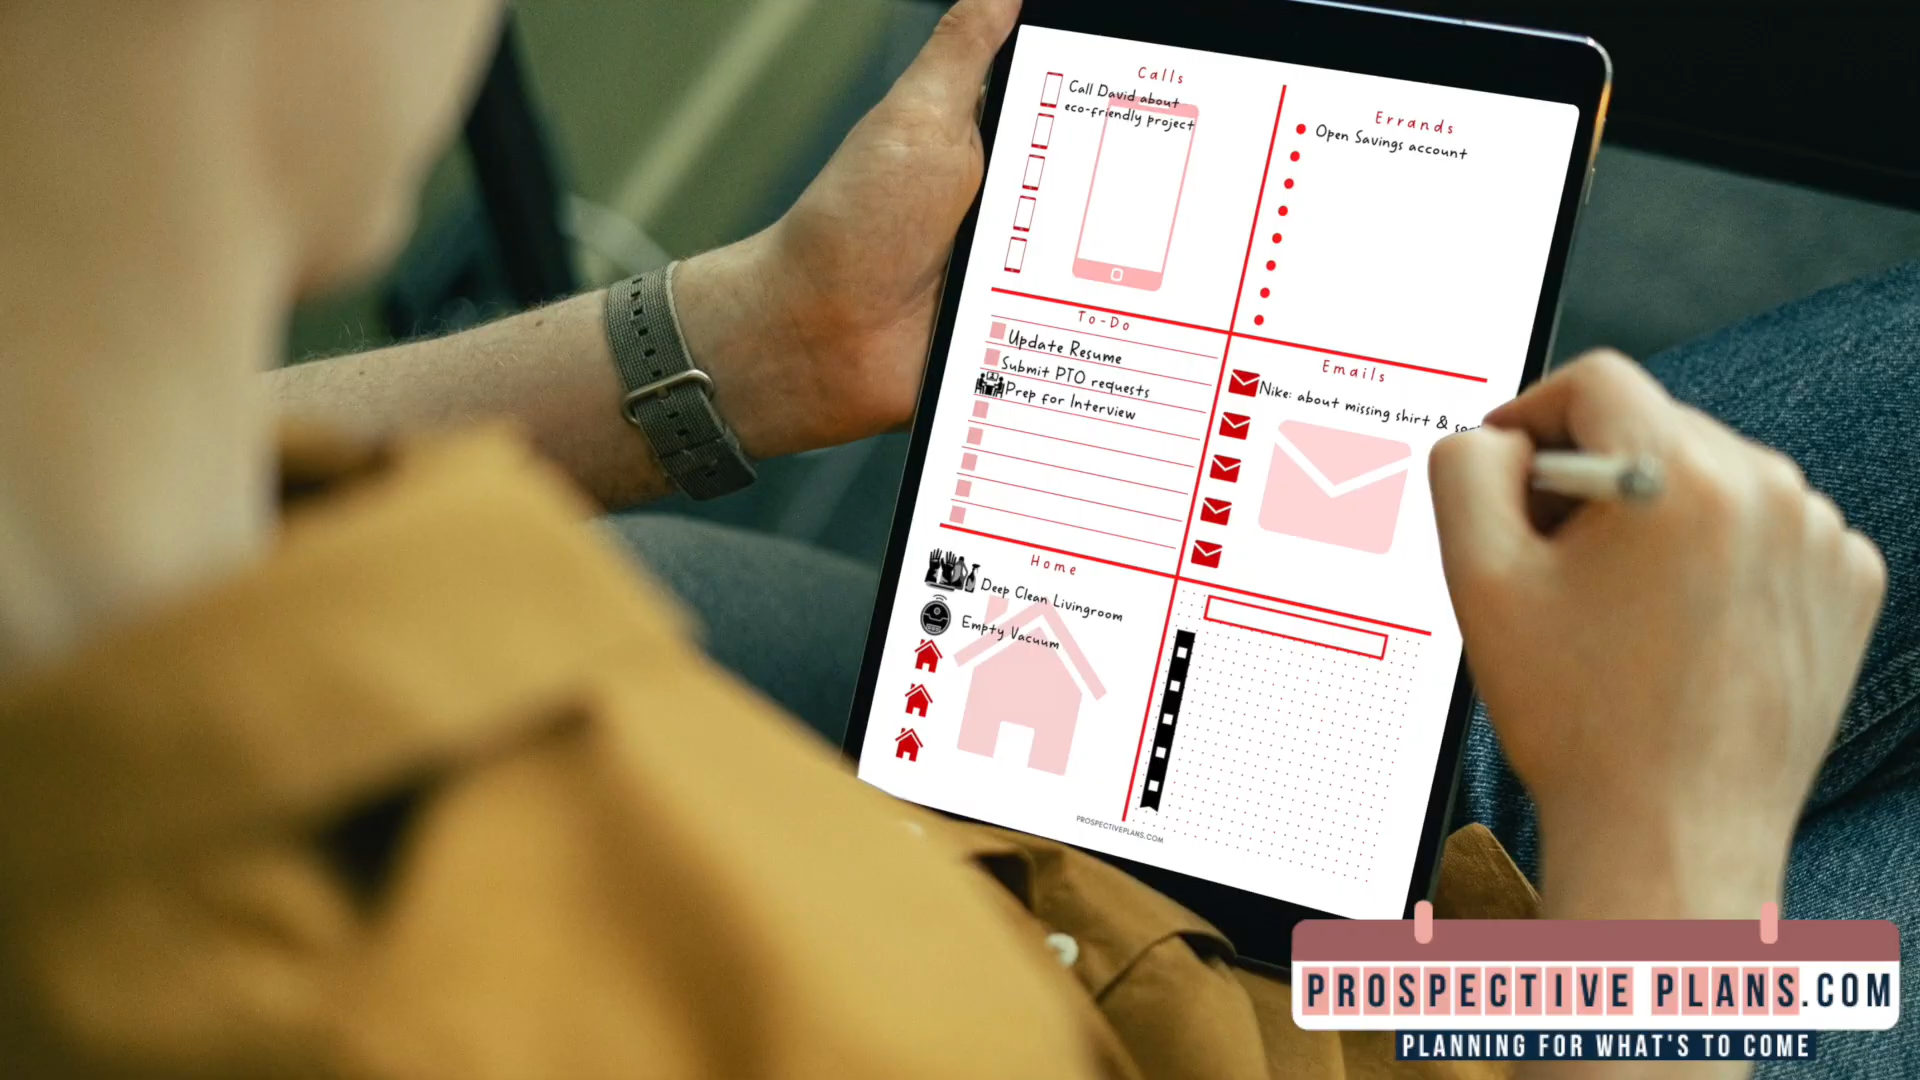 Calls
Call David about
eco-friendly project
Errands
Open Savings account
To-Do
Update Resume
Submit PTO requests
Prep for Interview
Emails
Nike: about missing shirt &
Home
Deep Clean Livingroom
Empty Vacuum
PROSPECTIVEPLANS.COM
PROSPECTIVE PLANS.COM
PLANNING FOR WHAT'S TO COME